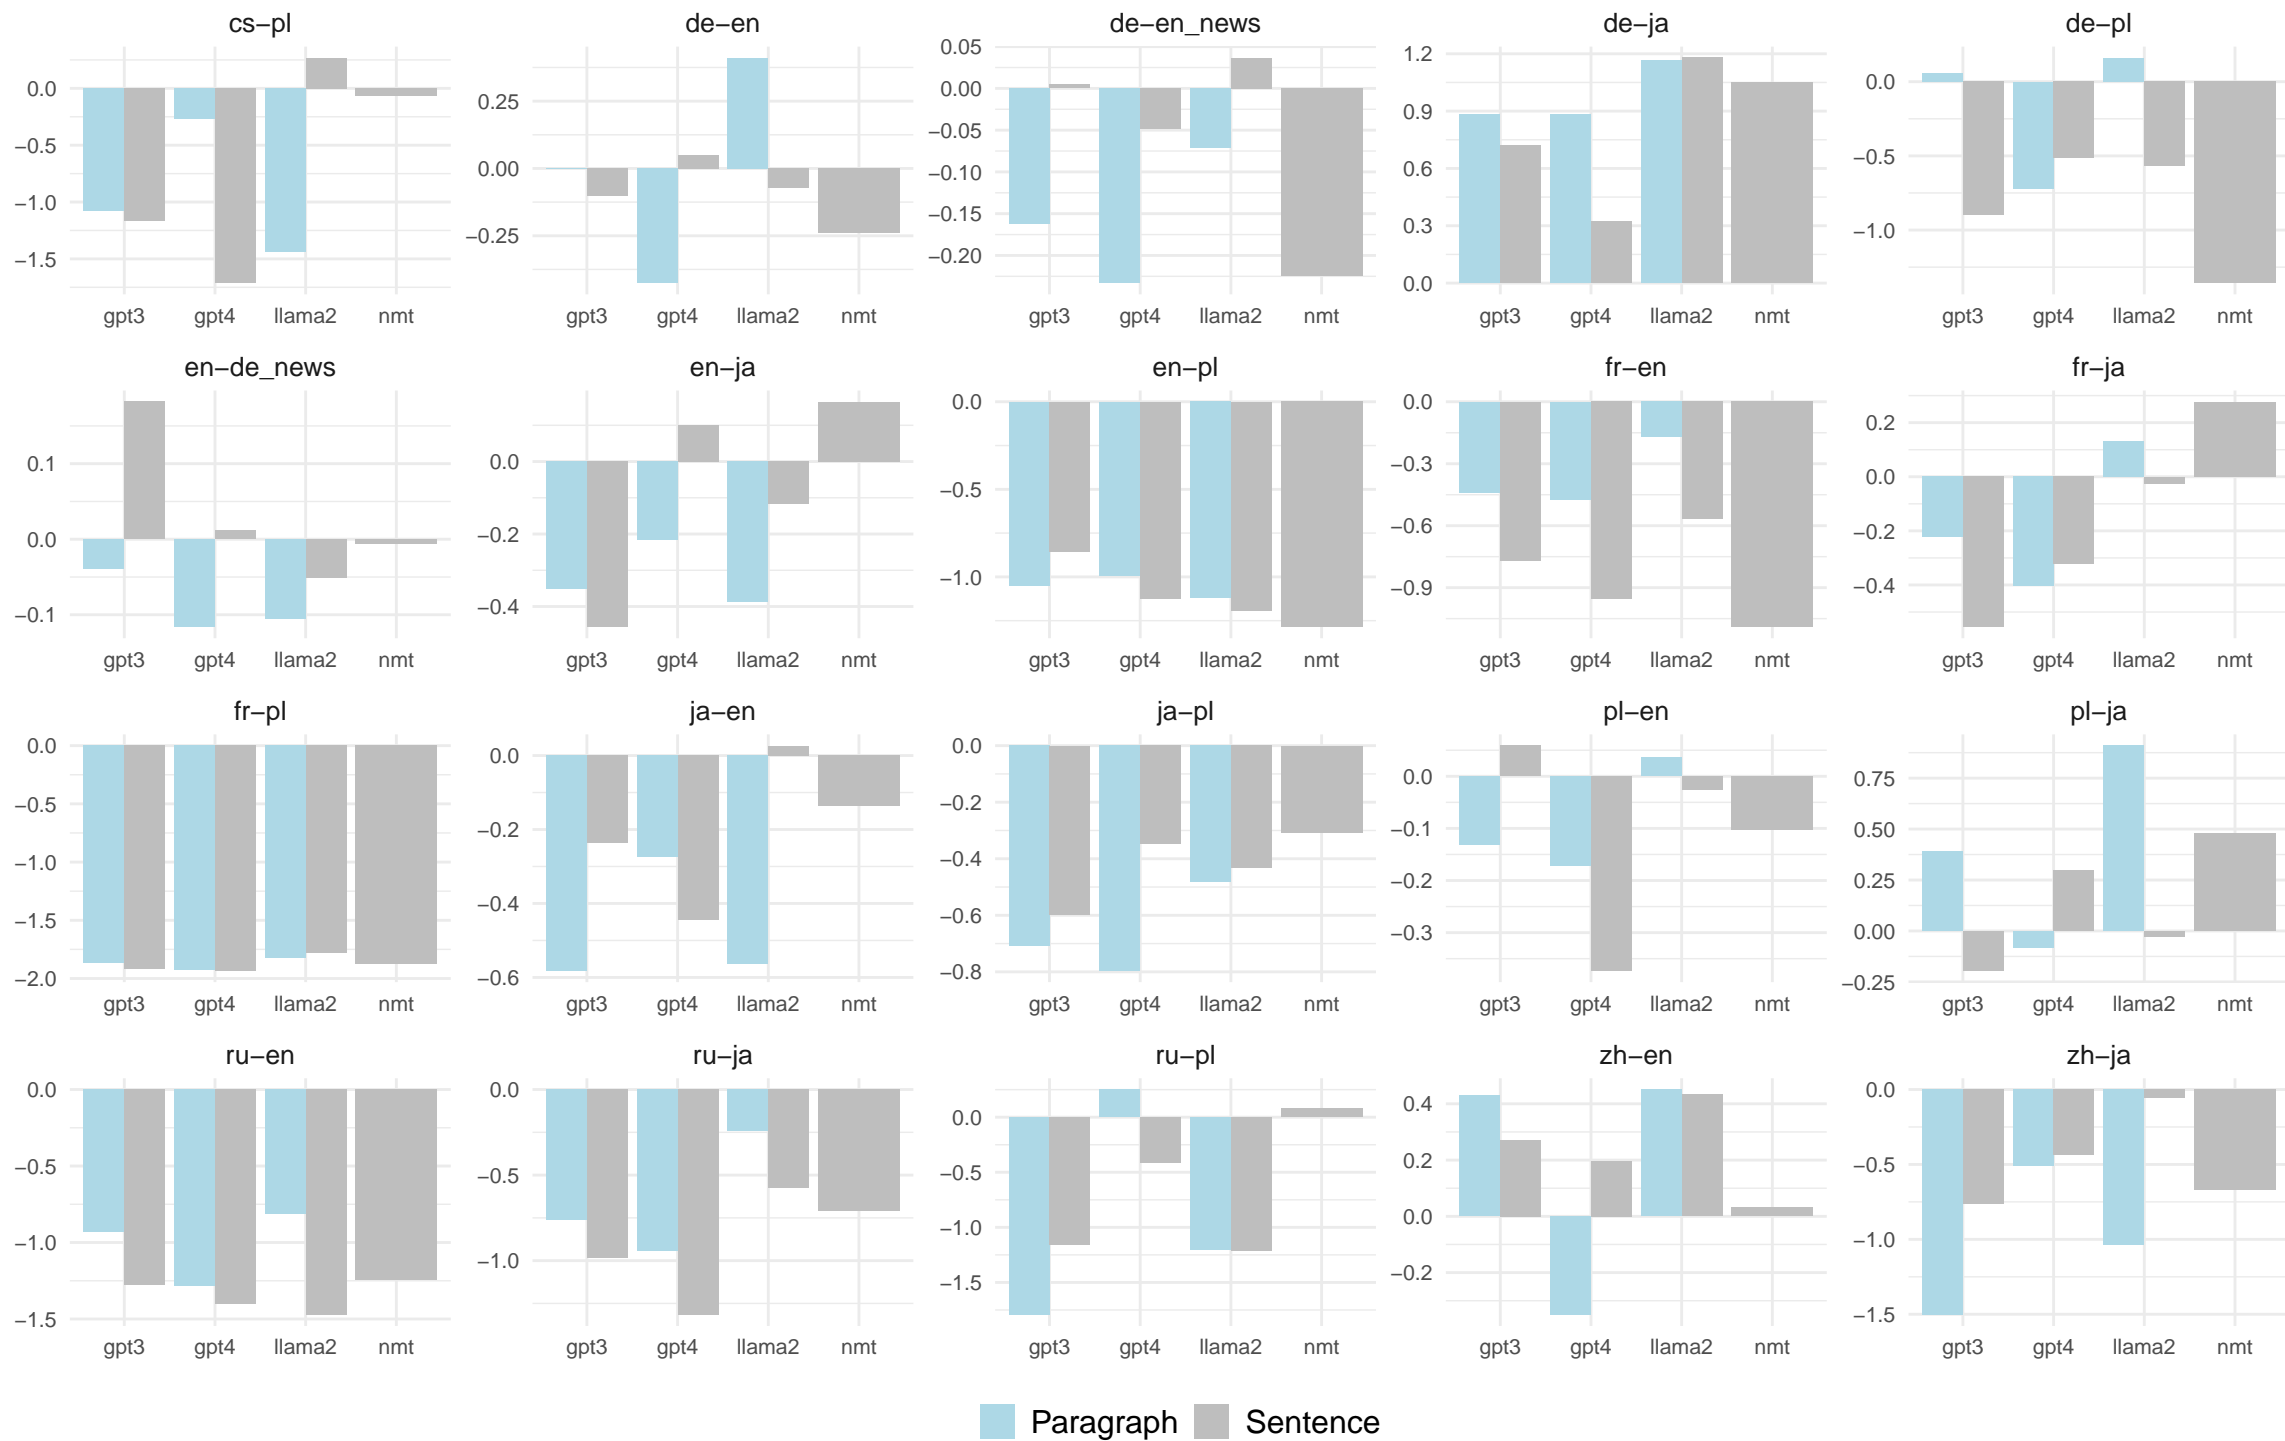 cs−pl
de−en
de−en_news
de−ja
de−pl
0.0
−0.5
−1.0
−1.5
0.25
0.00
−0.25
0.05
0.00
−0.05
−0.10
−0.15
−0.20
1.2
0.9
0.6
0.3
0.0
0.0
−0.5
−1.0
gpt3 gpt4 llama2 nmt
gpt3 gpt4 llama2 nmt
gpt3 gpt4 llama2 nmt
gpt3 gpt4 llama2 nmt
gpt3 gpt4 llama2 nmt
en−de_news
en−ja
en−pl
fr−en
fr−ja
0.1
0.0
−0.1
0.0
−0.2
−0.4
0.0
−0.5
−1.0
0.0
−0.3
−0.6
−0.9
0.2
0.0
−0.2
−0.4
gpt3 gpt4 llama2 nmt
gpt3 gpt4 llama2 nmt
gpt3 gpt4 llama2 nmt
gpt3 gpt4 llama2 nmt
gpt3 gpt4 llama2 nmt
fr−pl
ja−en
ja−pl
pl−en
pl−ja
0.0
−0.5
−1.0
−1.5
−2.0
0.0
−0.2
−0.4
−0.6
0.0
−0.2
−0.4
−0.6
−0.8
0.0
−0.1
−0.2
−0.3
0.75
0.50
0.25
0.00
−0.25
gpt3 gpt4 llama2 nmt
gpt3 gpt4 llama2 nmt
gpt3 gpt4 llama2 nmt
gpt3 gpt4 llama2 nmt
gpt3 gpt4 llama2 nmt
ru−en
ru−ja
ru−pl
zh−en
zh−ja
0.0
−0.5
−1.0
−1.5
0.0
−0.5
−1.0
0.0
−0.5
−1.0
−1.5
0.4
0.2
0.0
−0.2
0.0
−0.5
−1.0
−1.5
gpt3 gpt4 llama2 nmt
gpt3 gpt4 llama2 nmt
gpt3 gpt4 llama2 nmt
gpt3 gpt4 llama2 nmt
gpt3 gpt4 llama2 nmt
Paragraph Sentence